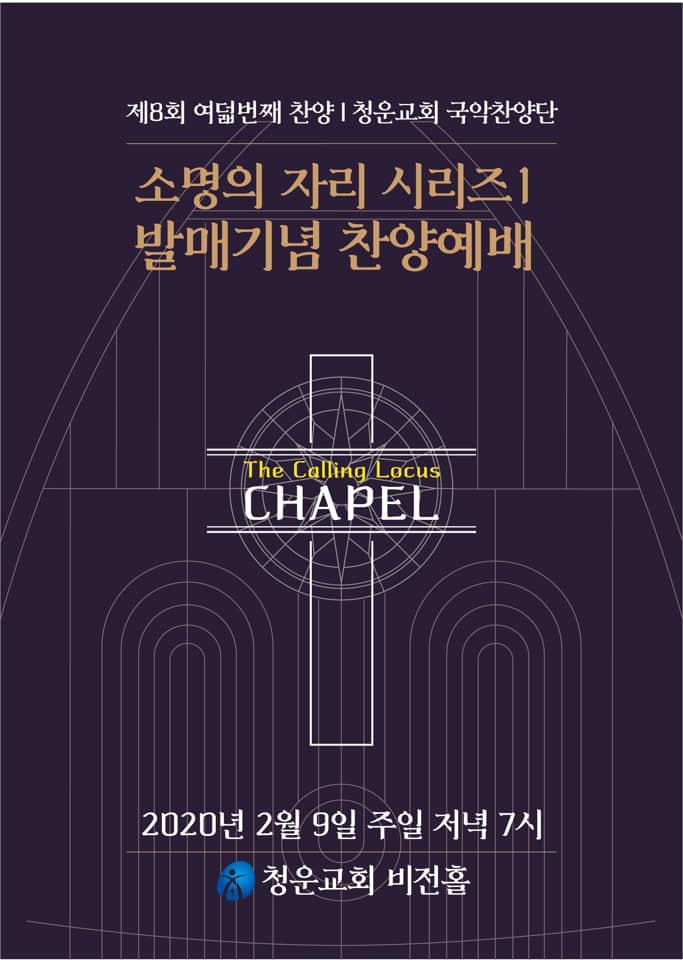 제8회 여덟번째 찬양 | 청운교회 국악찬양단
소명의 자리 시리즈1
발매기념 찬양예배
The Calling Locus
CHAPEL
2020년 2월 9일 주일 저녁 7시
청운교회 비전홀